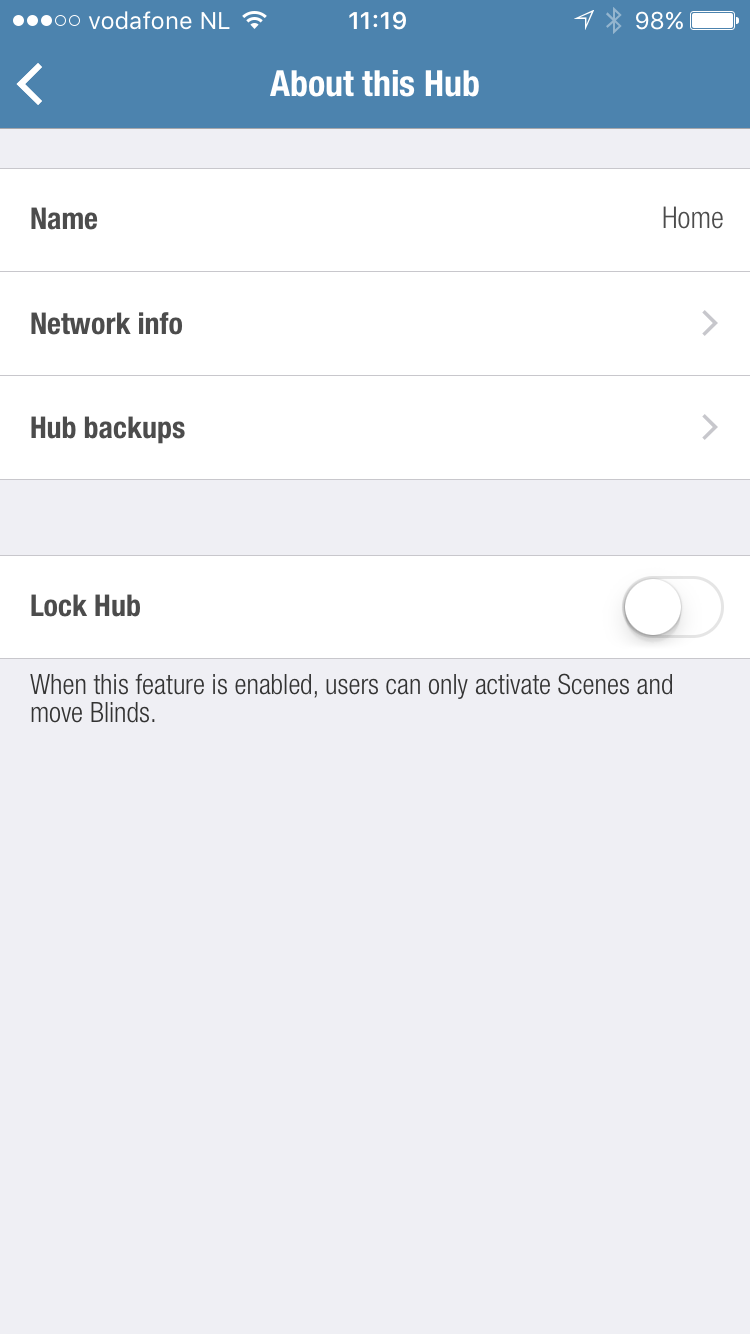 vodafone NL 11:19 98%
About this Hub
Name Home
Network info
Hub backups
Lock Hub
When this feature is enabled, users can only activate Scenes and
move Blinds.